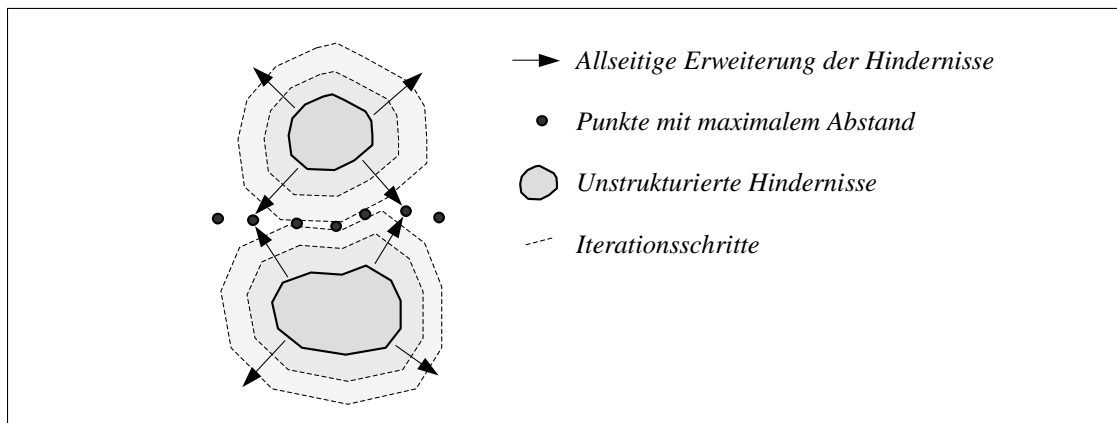 Allseitige Erweiterung der Hindernisse
Punkte mit maximalem Abstand
Unstrukturierte Hindernisse
Iterationsschritte